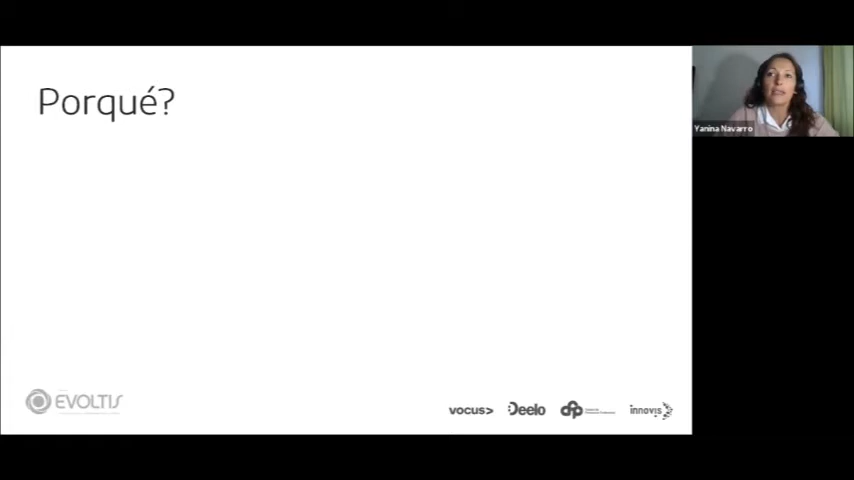 Porqué?
Yanina Navarro
EVOLTIS
vocus>
Deelo
innovis